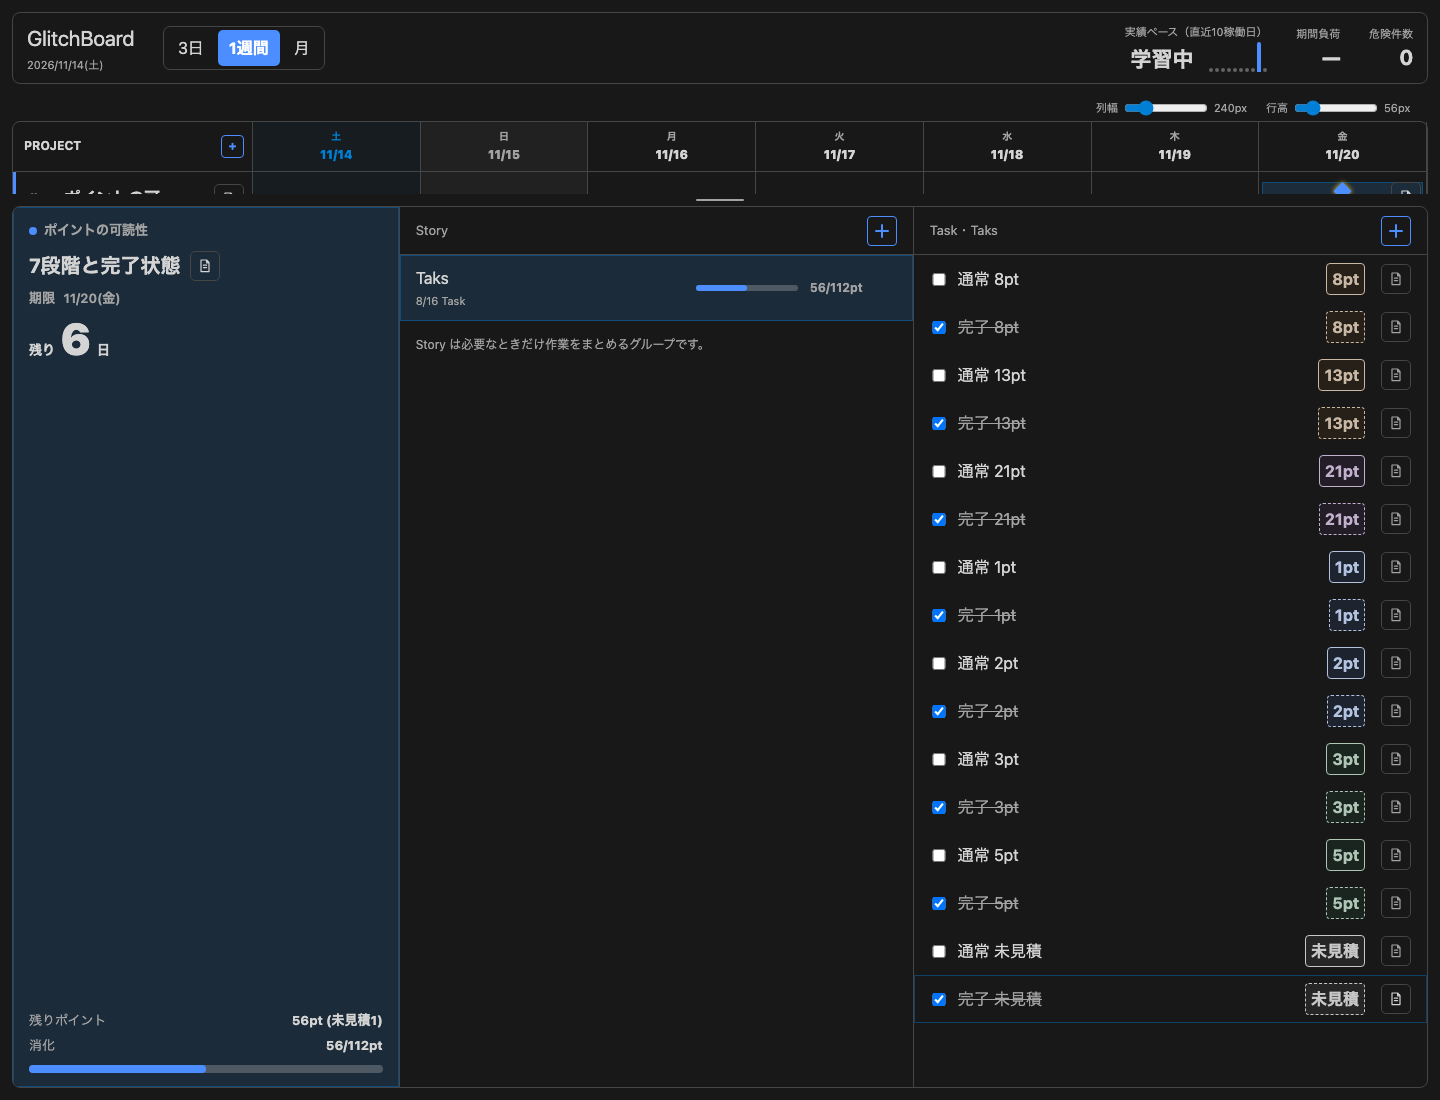 GlitchBoard
2026/11/14(土)
3日
1週間
月
実績ペース（直近10稼働日）
学習中
期間負荷
—
危険件数
0
列幅
240px
行高
56px
PROJECT
+
土
11/14
日
11/15
月
11/16
火
11/17
水
11/18
木
11/19
金
11/20
ポイントの可
ポイントの可読性
7段階と完了状態
期限 11/20(金)
残り 6 日
残りポイント
56pt (未見積1)
消化
56/112pt
Story
Taks
8/16 Task
56/112pt
Story は必要なときだけ作業をまとめるグループです。
Task・Taks
通常 8pt
8pt
完了 8pt
8pt
通常 13pt
13pt
完了 13pt
13pt
通常 21pt
21pt
完了 21pt
21pt
通常 1pt
1pt
完了 1pt
1pt
通常 2pt
2pt
完了 2pt
2pt
通常 3pt
3pt
完了 3pt
3pt
通常 5pt
5pt
完了 5pt
5pt
通常 未見積
未見積
完了 未見積
未見積